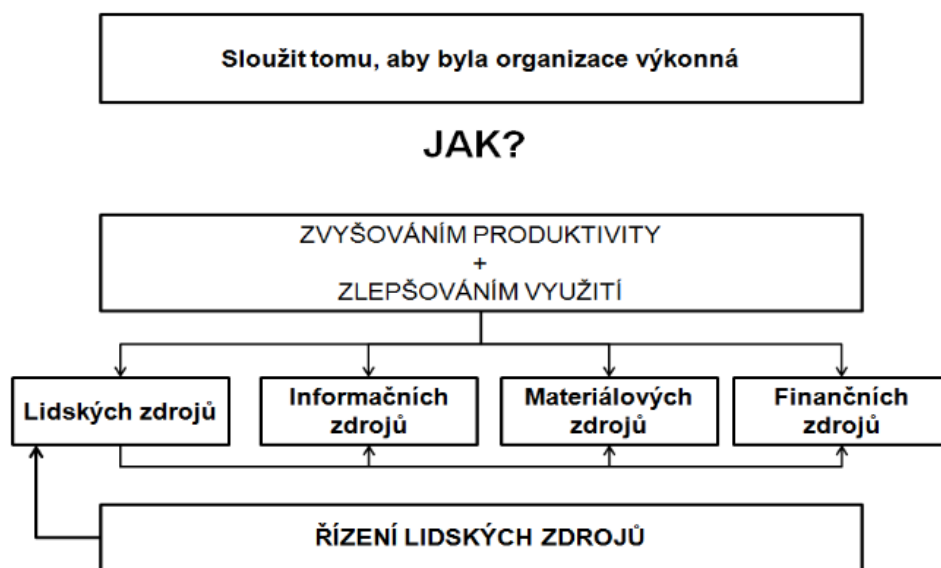 Sloužit tomu, aby byla organizace výkonná
JAK?
ZVYŠOVÁNÍM PRODUKTIVITY
+
ZLEPŠOVÁNÍM VYUŽITÍ
Lidských zdrojů
Informačních
zdrojů
Materiálových
zdrojů
Finančních
zdrojů
ŘÍZENÍ LIDSKÝCH ZDROJŮ